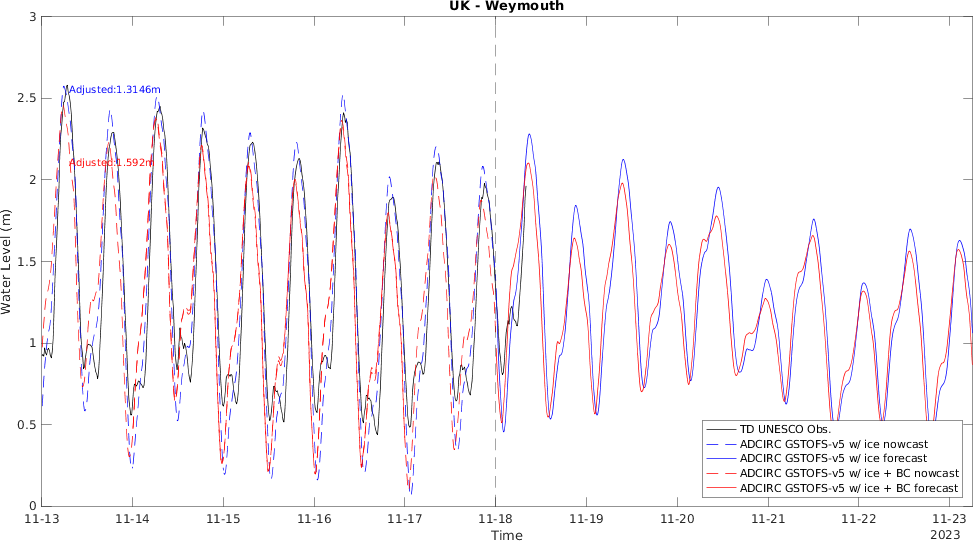 UK - Weymouth
3
2.5
2
1.5
1
0.5
0
Water Level (m)
Adjusted:1.3146m
Adjusted:1.592m
TD UNESCO Obs.
ADCIRC GSTOFS-v5 w/ ice nowcast
ADCIRC GSTOFS-v5 w/ ice forecast
ADCIRC GSTOFS-v5 w/ ice + BC nowcast
ADCIRC GSTOFS-v5 w/ ice + BC forecast
11-13 11-14 11-15 11-16 11-17 11-18 11-19 11-20 11-21 11-22 11-23
Time
2023